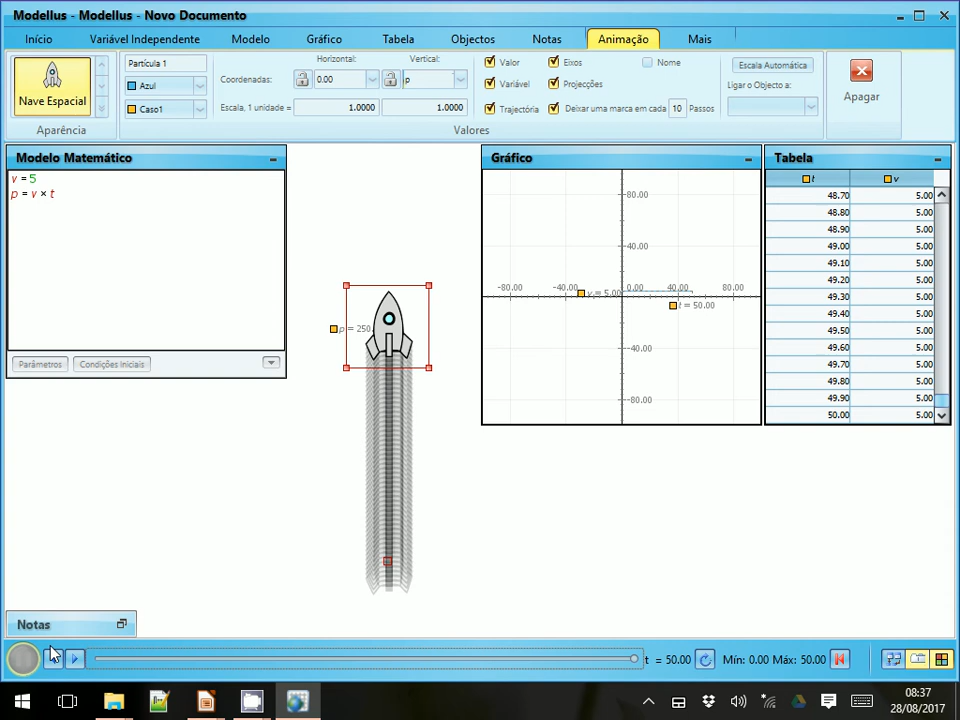 Modellus - Modellus - Novo Documento
Início
Variável Independente
Modelo
Gráfico
Tabela
Objectos
Notas
Animação
Mais
Nave Espacial
Aparência
Partícula 1
Azul
Caso1
Horizontal:
Vertical:
Coordenadas:
0.00
p
Escala, 1 unidade =
1.0000
1.0000
Valor
Eixos
Nome
Variável
Projecções
Trajectória
Deixar uma marca em cada
10
Passos
Valores
Escala Automática
Ligar o Objecto a:
Apagar
Modelo Matemático
v = 5
p = v × t
Parâmetros
Condições Iniciais
p = 250.
Gráfico
80.00
40.00
-80.00
-40.00
0.00
40.00
80.00
v = 5.00
t = 50.00
-40.00
-80.00
Tabela
t
v
48.70
5.00
48.80
5.00
48.90
5.00
49.00
5.00
49.10
5.00
49.20
5.00
49.30
5.00
49.40
5.00
49.50
5.00
49.60
5.00
49.70
5.00
49.80
5.00
49.90
5.00
50.00
5.00
Notas
t = 50.00
Mín: 0.00 Máx: 50.00
08:37
28/08/2017